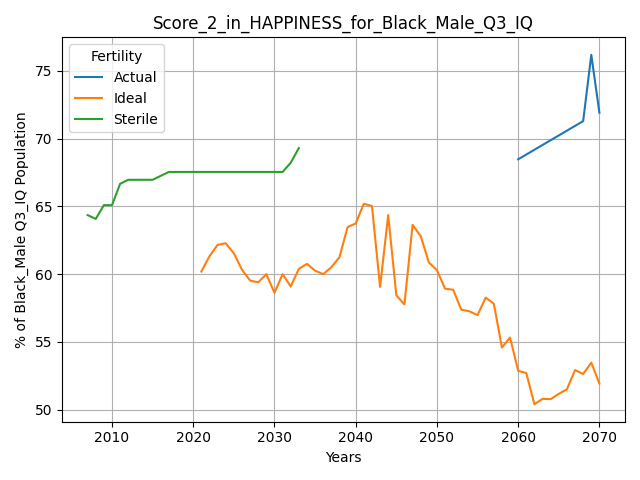 Score_2_in_HAPPINESS_for_Black_Male_Q3_IQ
Fertility
Actual
Ideal
Sterile
% of Black_Male Q3_IQ Population
75
70
65
60
55
50
2010
2020
2030
2040
2050
2060
2070
Years